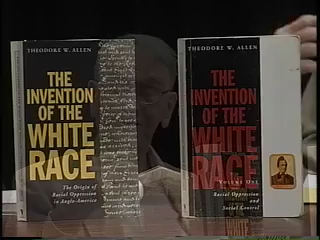 THEODORE W. ALLEN
THE
INVENTION
OF THE
WHITE
RACE
The Origin of
Racial Oppression
in Anglo-America
THEODORE W. ALLEN
THE
INVENTION
OF THE
WHITE
RACE
Volume One
Racial Oppression
and
Social Control